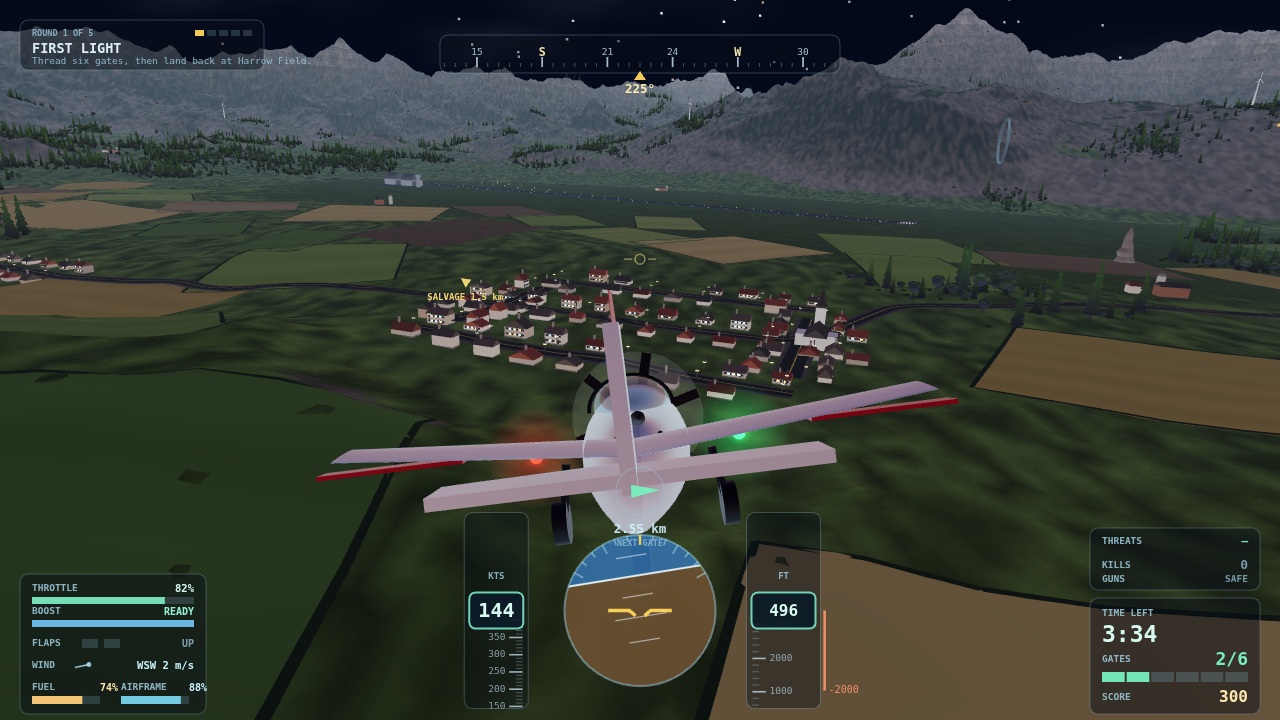 ROUND 1 OF 5
FIRST LIGHT
Thread six gates, then land back at Harrow Field.
15 S 21 24 W 30
225°
SALVAGE 1.5 km
2.55 km
NEXT GATE
THROTTLE 82%
BOOST READY
FLAPS UP
WIND WSW 2 m/s
FUEL 74% AIRFRAME 88%
KTS
144
350
300
250
200
150
FT
496
2000
1000
-2000
THREATS –
KILLS 0
GUNS SAFE
TIME LEFT
3:34
GATES 2/6
SCORE 300